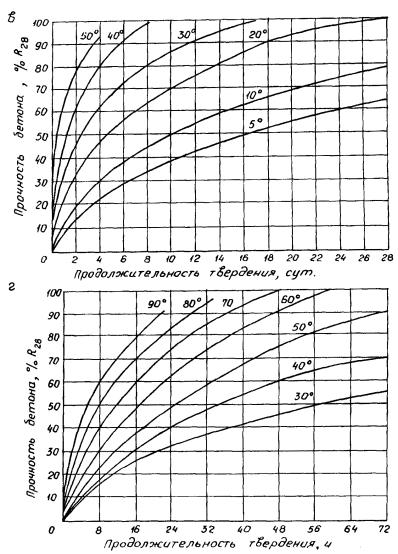 в
Прочность бетона, % R28
100
90
80
70
60
50
40
30
20
10
50° 40° 30° 20°
10°
5°
0 2 4 6 8 10 12 14 16 18 20 22 24 26 28
Продолжительность твердения, сут.
г
Прочность бетона, % R28
100
90
80
70
60
50
40
30
20
10
90° 80° 70 60°
50°
40°
30°
0 8 16 24 32 40 48 56 64 72
Продолжительность твердения, ч